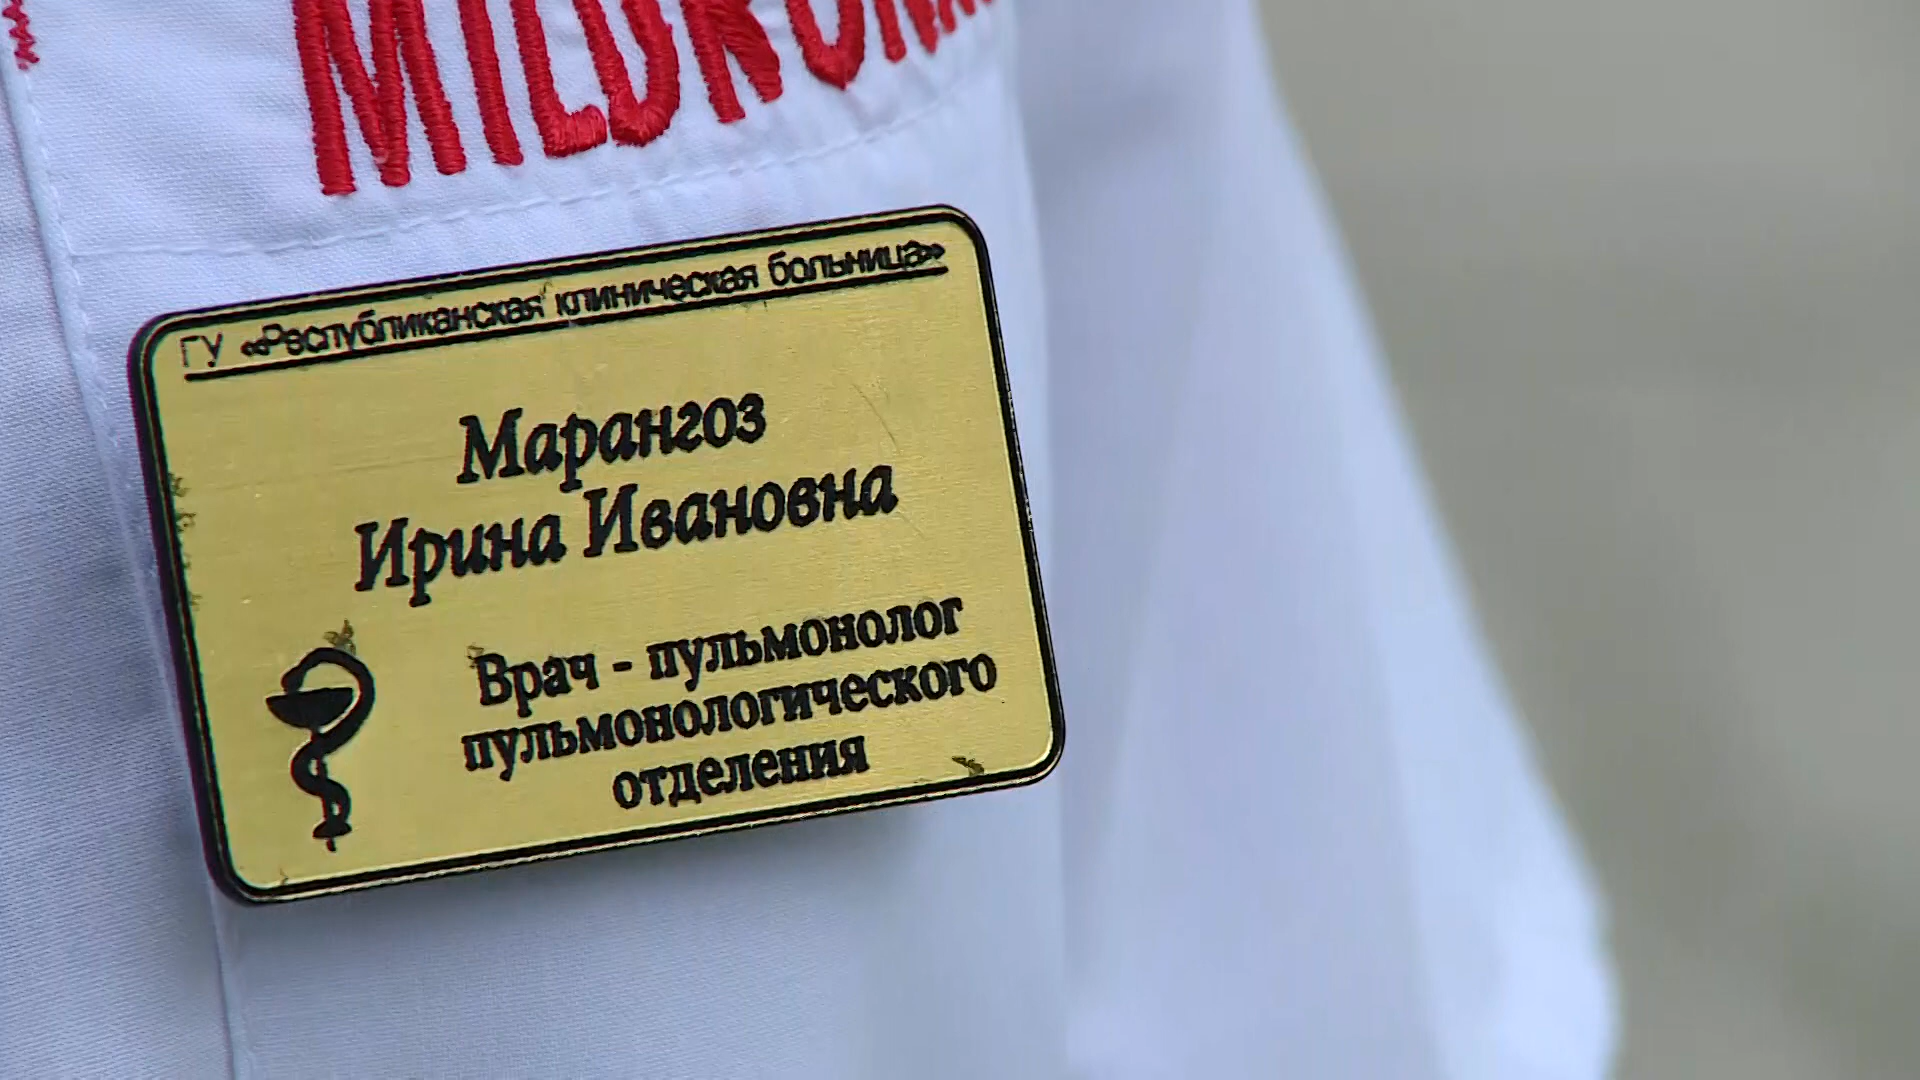 ГУ «Республиканская клиническая больница»
Марангоз
Ирина Ивановна
Врач - пульмонолог
пульмонологического
отделения